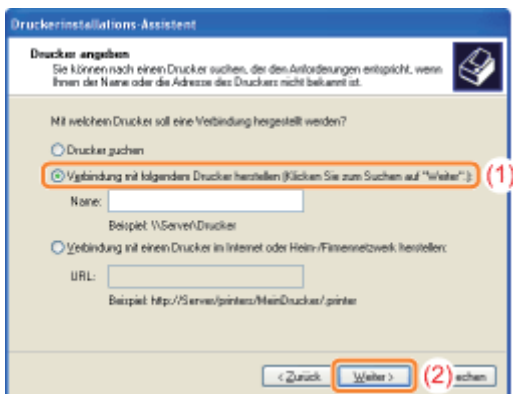 Druckerinstallations-Assistent
Drucker angeben
Sie können nach einem Drucker suchen, der den Anforderungen entspricht, wenn
Ihnen der Name oder die Adresse des Druckers nicht bekannt ist.
Mit welchem Drucker soll eine Verbindung hergestellt werden?
Drucker suchen
Verbindung mit folgendem Drucker herstellen (Klicken Sie zum Suchen auf "Weiter".):
(1)
Name:
Beispiel: \\Server\Drucker
Verbindung mit einem Drucker im Internet oder Heim-/Firmennetzwerk herstellen:
URL:
Beispiel: http://Server/printers/MeinDrucker/.printer
< Zurück
Weiter >
(2)
echen